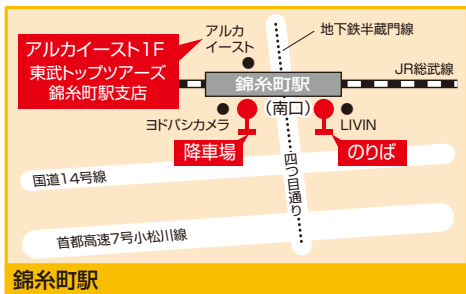 アルカイースト1F
東武トップツアーズ
錦糸町駅支店
アルカ
イースト
地下鉄半蔵門線
JR総武線
錦糸町駅
(南口)
ヨドバシカメラ
LIVIN
降車場
のりば
四つ目通り
国道14号線
首都高速7号小松川線
錦糸町駅